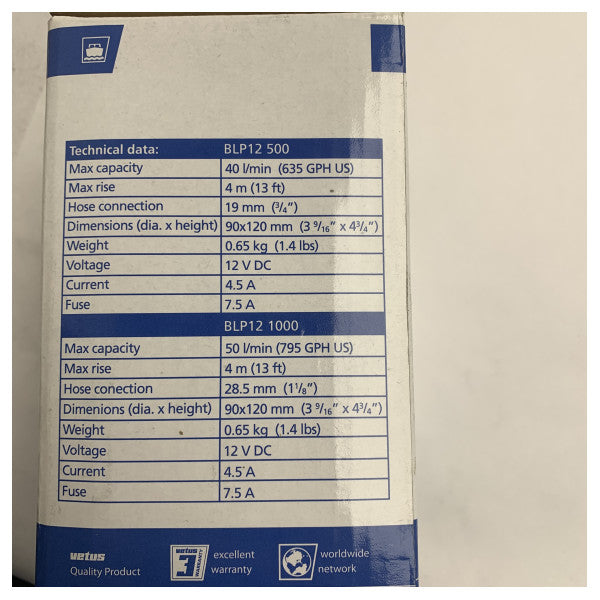 Technical data: BLP12 500
Max capacity 40 l/min (635 GPH US)
Max rise 4 m (13 ft)
Hose connection 19 mm (3/4")
Dimensions (dia. x height) 90x120 mm (3 9/16" x 4 3/4")
Weight 0.65 kg (1.4 lbs)
Voltage 12 V DC
Current 4.5 A
Fuse 7.5 A
BLP12 1000
Max capacity 50 l/min (795 GPH US)
Max rise 4 m (13 ft)
Hose conection 28.5 mm (1 1/8")
Dimenions (dia. x height) 90x120 mm (3 9/16" x 4 3/4")
Weight 0.65 kg (1.4 lbs)
Voltage 12 V DC
Current 4.5 A
Fuse 7.5 A
vetus
Quality Product
vetus
3
WARRANTY
excellent
warranty
worldwide
network